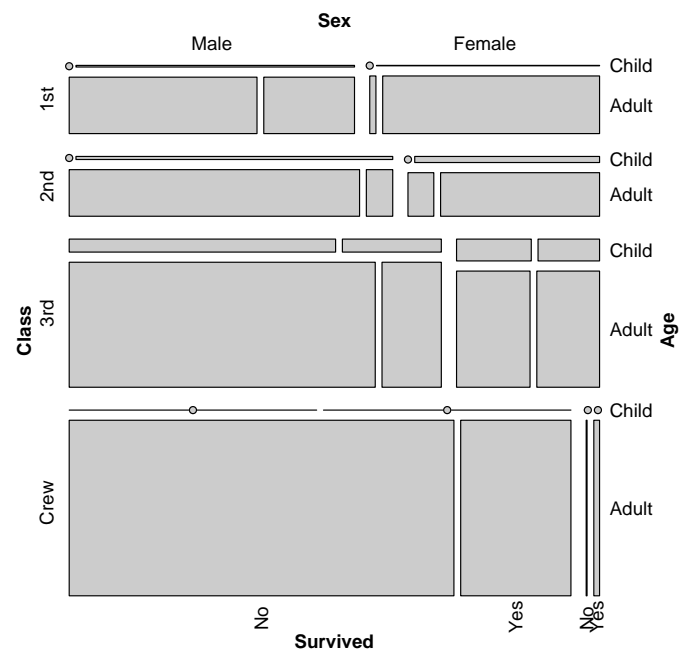 Sex
Male Female
1st
Child
Adult
2nd
Child
Adult
Class
3rd
Child
Adult
Age
Crew
Child
Adult
No Yes No Yes
Survived